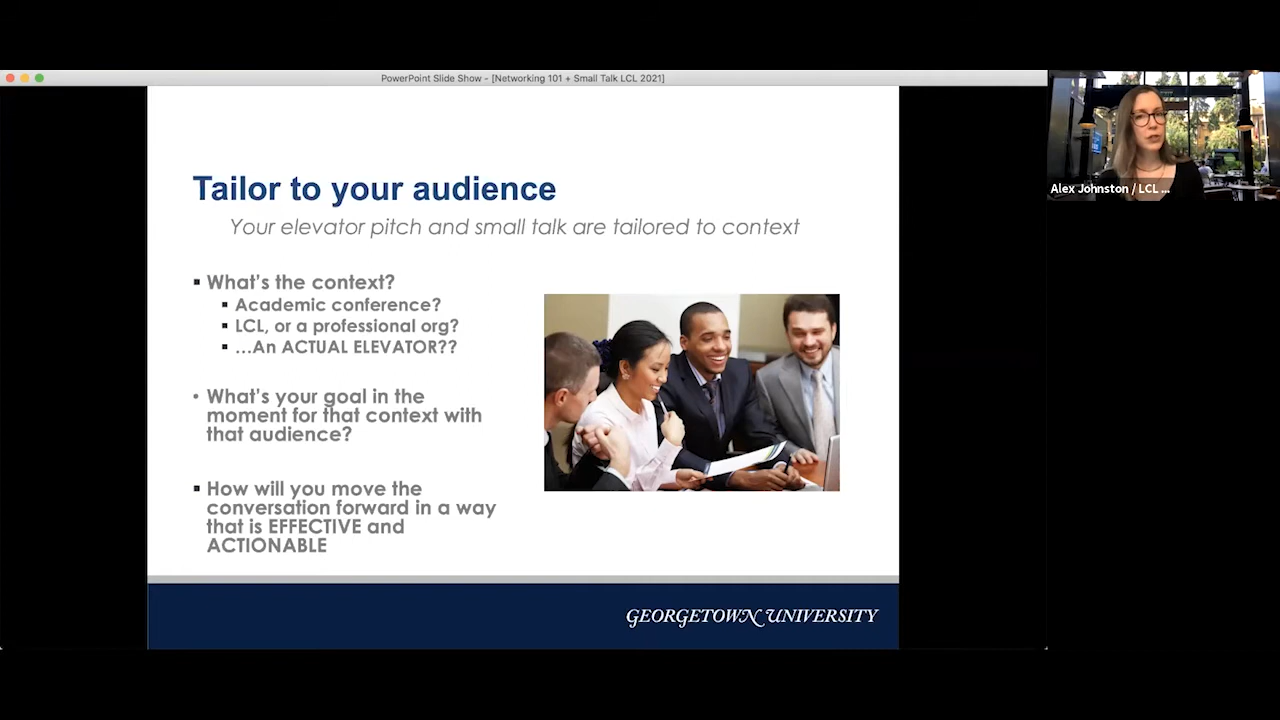 PowerPoint Slide Show - [Networking 101 + Small Talk LCL 2021]
Tailor to your audience
Your elevator pitch and small talk are tailored to context
What's the context?
Academic conference?
LCL, or a professional org?
...An ACTUAL ELEVATOR??
What's your goal in the
moment for that context with
that audience?
How will you move the
conversation forward in a way
that is EFFECTIVE and
ACTIONABLE
GEORGETOWN UNIVERSITY
Alex Johnston / LCL ...